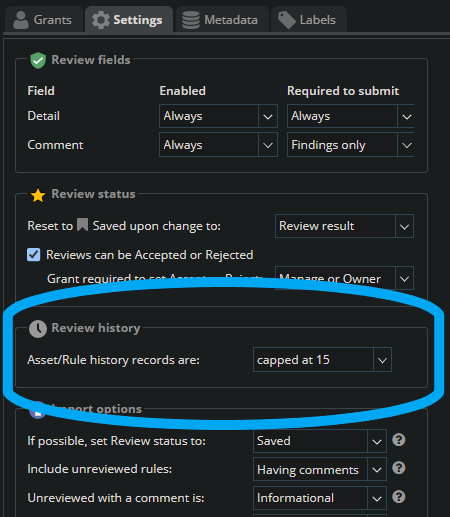 Grants Settings Metadata Labels
Review fields
Field Enabled Required to submit
Detail Always Always
Comment Always Findings only
Review status
Reset to Saved upon change to: Review result
Reviews can be Accepted or Rejected
Grant required to set Accept or Reject: Manage or Owner
Review history
Asset/Rule history records are: capped at 15
Import options
If possible, set Review status to: Saved
Include unreviewed rules: Having comments
Unreviewed with a comment is: Informational